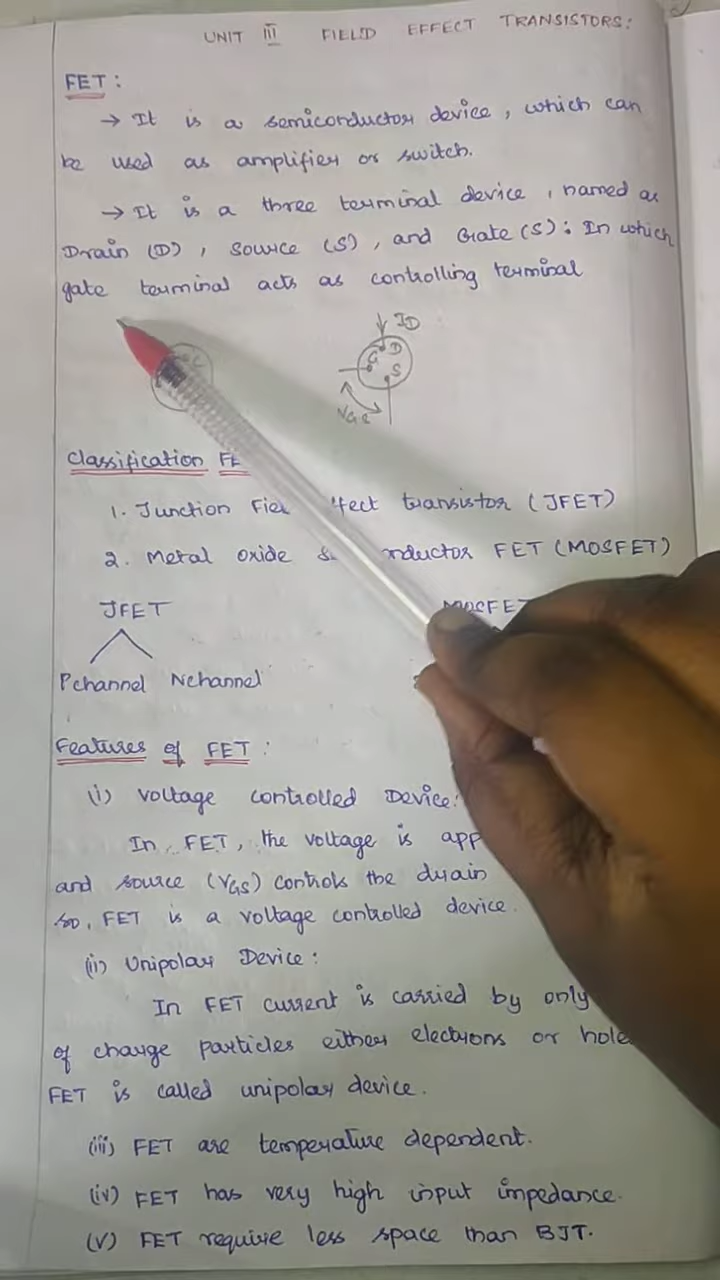 UNIT III FIELD EFFECT TRANSISTORS:
FET:
→ It is a semiconductor device, which can
be used as amplifier or switch.
→ It is a three terminal device, named as
Drain (D), Source (S), and Gate (S): In which
gate terminal acts as controlling terminal
ID
D
G
S
VGS
Classification
1. Junction transistor (JFET)
2. Metal oxide FET (MOSFET)
JFET MOSFET
Pchannel Nchannel
Features of FET:
(i) Voltage controlled Device:
In FET, the voltage is
and source (VGS) controls the drain
so, FET is a voltage controlled device.
(ii) Unipolar Device:
In FET current is carried by only
of charge particles either electrons or hole
FET is called unipolar device.
(iii) FET are temperature dependent.
(iv) FET has very high input impedance.
(v) FET require less space than BJT.